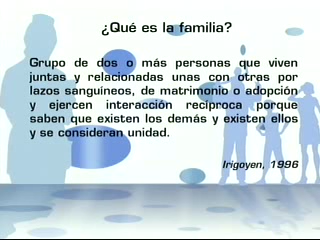 ¿Qué es la familia?
Grupo de dos o más personas que viven
juntas y relacionadas unas con otras por
lazos sanguíneos, de matrimonio o adopción
y ejercen interacción reciproca porque
saben que existen los demás y existen ellos
y se consideran unidad.
Irigoyen, 1996